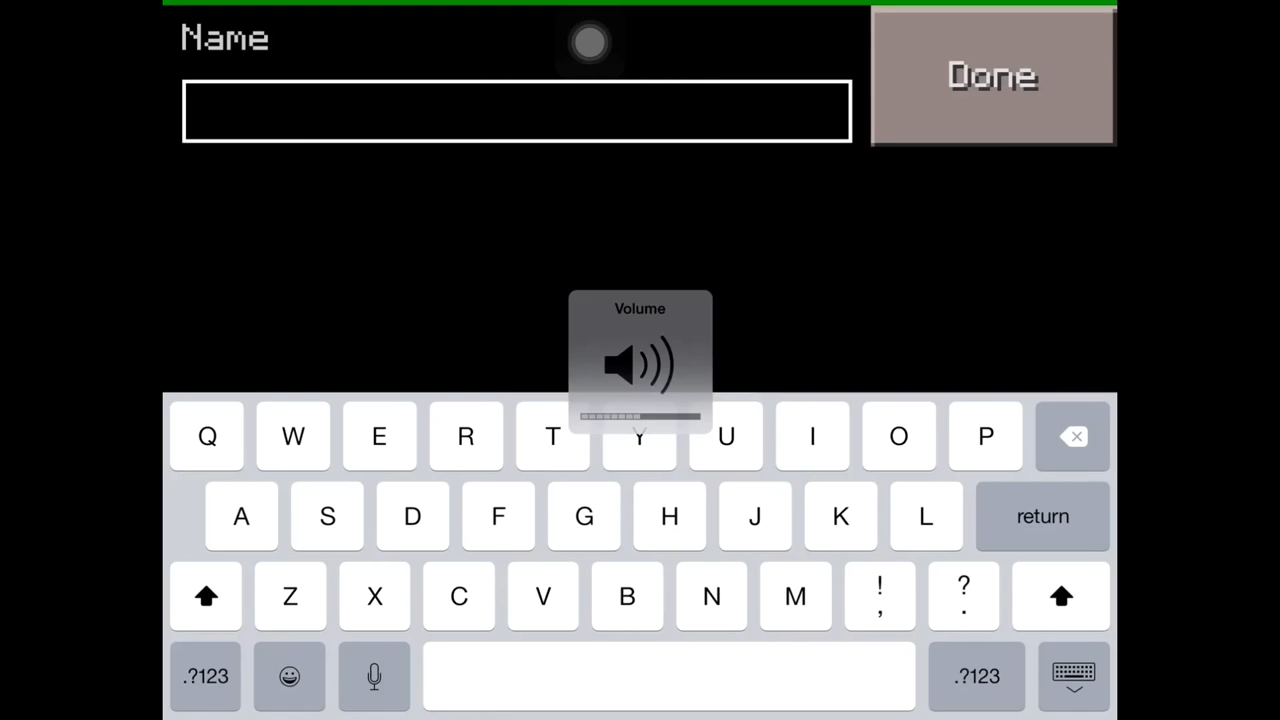 Name
Done
Volume
Q W E R T Y U I O P
A S D F G H J K L return
Z X C V B N M ! , ? .
.?123 .?123